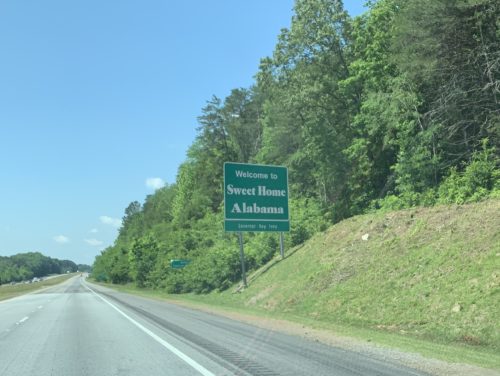 Welcome to
Sweet Home
Alabama
Governor Kay Ivey